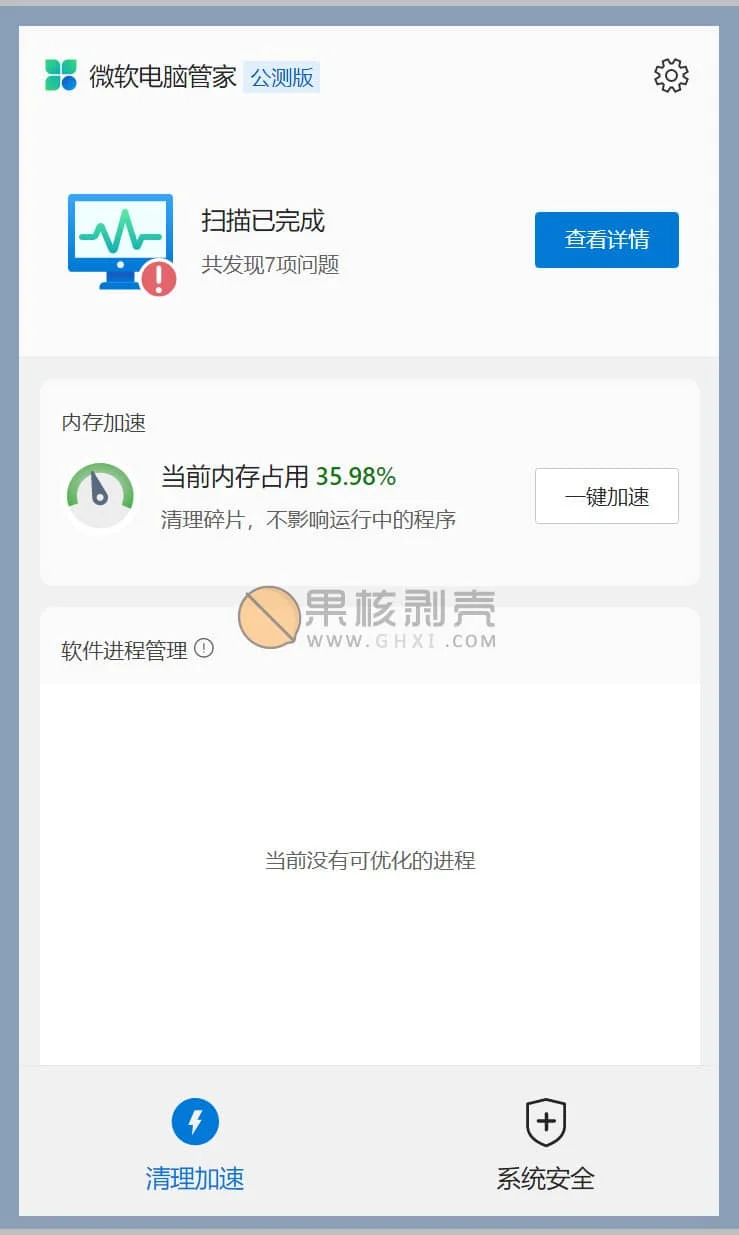 微软电脑管家 公测版
扫描已完成
共发现7项问题
查看详情
内存加速
当前内存占用 35.98%
清理碎片，不影响运行中的程序
一键加速
果核剥壳
WWW.GHXI.COM
软件进程管理
当前没有可优化的进程
清理加速
系统安全